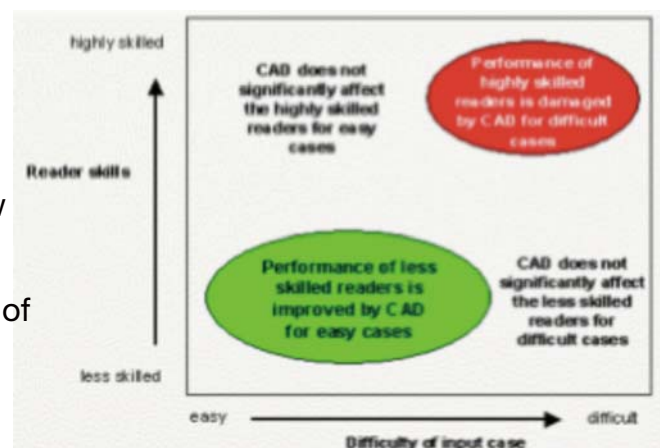 highly skilled
CAD does not
significantly affect
the highly skilled
readers for easy
cases
Performance of
highly skilled
readers is damaged
by CAD for difficult
cases
Reader skills
of
Performance of less
skilled readers is
improved by CAD
for easy cases
CAD does not
significantly affect
the less skilled
readers for
difficult cases
less skilled
easy
difficult
Difficulty of input case